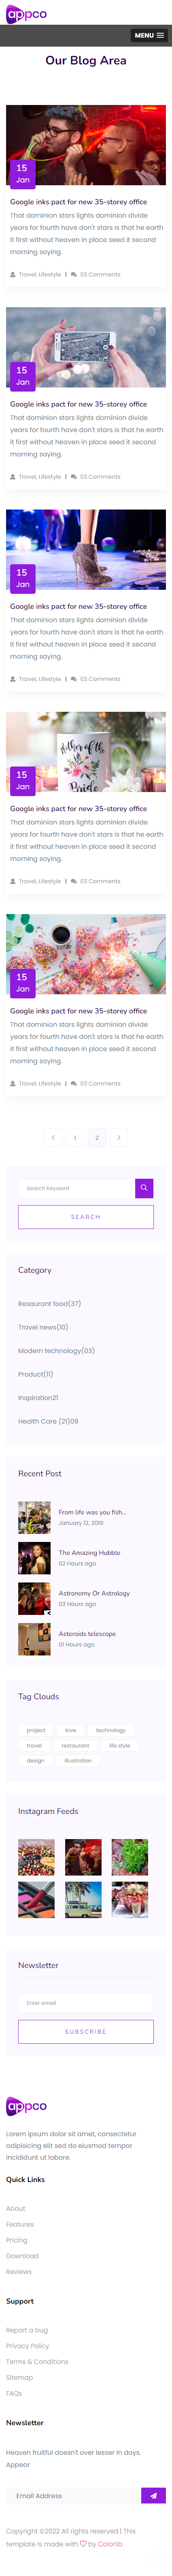 appco
MENU
Our Blog Area
15
Jan
Google inks pact for new 35-storey office
That dominion stars lights dominion divide
years for fourth have don't stars is that he earth
it first without heaven in place seed it second
morning saying.
Travel, Lifestyle | 03 Comments
15
Jan
Google inks pact for new 35-storey office
That dominion stars lights dominion divide
years for fourth have don't stars is that he earth
it first without heaven in place seed it second
morning saying.
Travel, Lifestyle | 03 Comments
15
Jan
Google inks pact for new 35-storey office
That dominion stars lights dominion divide
years for fourth have don't stars is that he earth
it first without heaven in place seed it second
morning saying.
Travel, Lifestyle | 03 Comments
Mother of the
Bride
15
Jan
Google inks pact for new 35-storey office
That dominion stars lights dominion divide
years for fourth have don't stars is that he earth
it first without heaven in place seed it second
morning saying.
Travel, Lifestyle | 03 Comments
15
Jan
Google inks pact for new 35-storey office
That dominion stars lights dominion divide
years for fourth have don't stars is that he earth
it first without heaven in place seed it second
morning saying.
Travel, Lifestyle | 03 Comments
1
2
Search Keyword
SEARCH
Category
Resaurant food(37)
Travel news(10)
Modern technology(03)
Product(11)
Inspiration21
Health Care (21)09
Recent Post
From life was you fish...
January 12, 2019
The Amazing Hubble
02 Hours ago
Astronomy Or Astrology
03 Hours ago
Asteroids telescope
01 Hours ago
Tag Clouds
project love technology
travel restaurant life style
design illustration
Instagram Feeds
Newsletter
Enter email
SUBSCRIBE
appco
Lorem ipsum dolor sit amet, consectetur
adipisicing elit sed do eiusmod tempor
incididunt ut labore.
Quick Links
About
Features
Pricing
Download
Reviews
Support
Report a bug
Privacy Policy
Terms & Conditions
Sitemap
FAQs
Newsletter
Heaven fruitful doesn't over lesser in days.
Appear
Email Address
Copyright ©2022 All rights reserved | This
template is made with by Colorlib